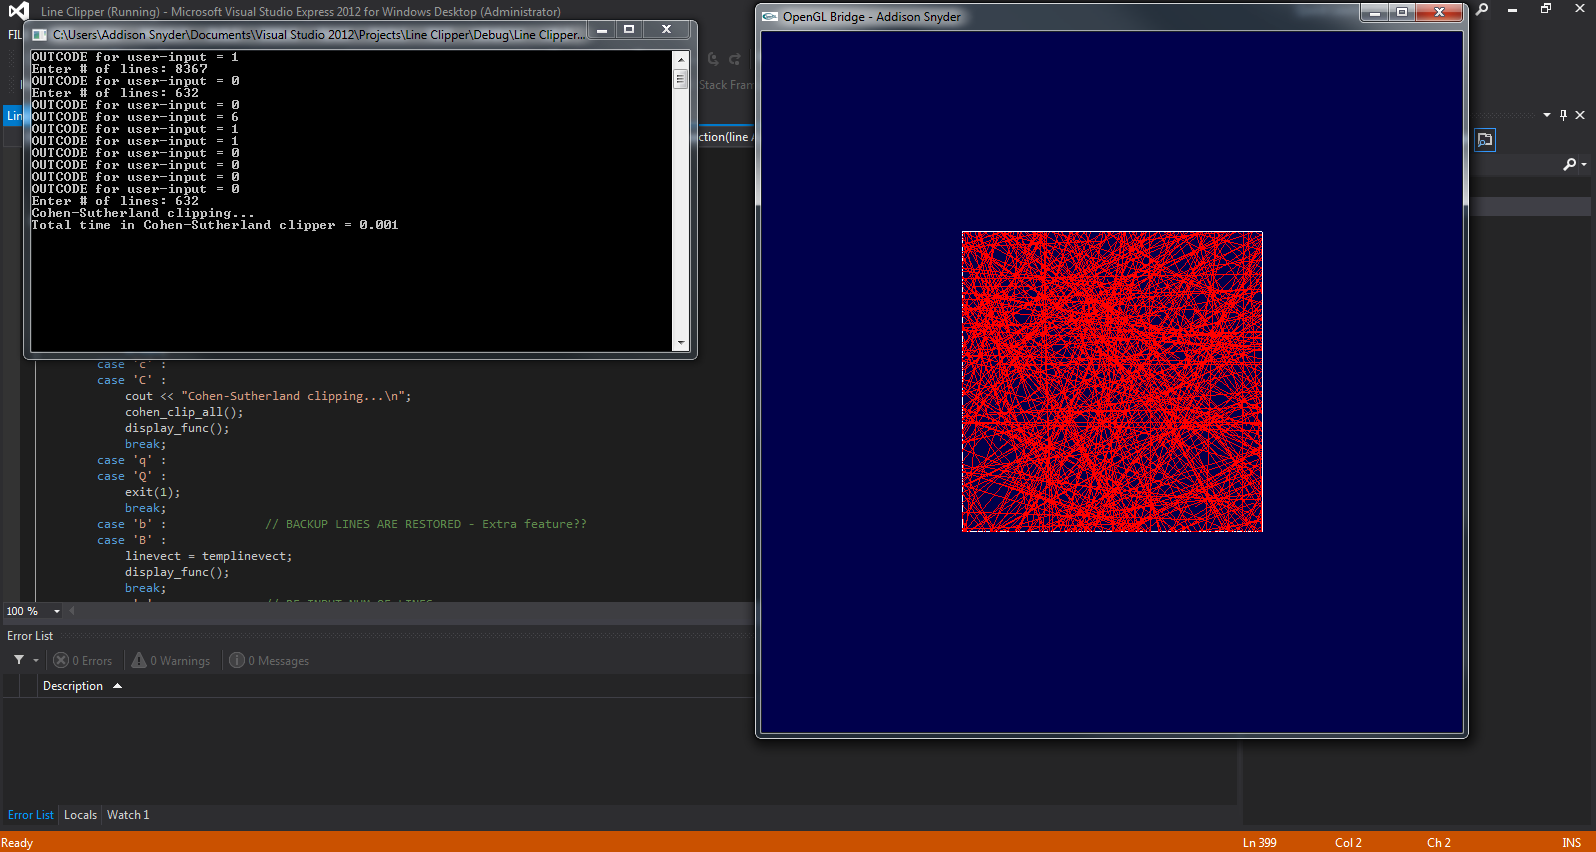 Line Clipper (Running) - Microsoft Visual Studio Express 2012 for Windows Desktop (Administrator)
C:\Users\Addison Snyder\Documents\Visual Studio 2012\Projects\Line Clipper\Debug\Line Clipper...
OUTCODE for user-input = 1
Enter # of lines: 8367
OUTCODE for user-input = 0
Enter # of lines: 632
OUTCODE for user-input = 0
OUTCODE for user-input = 6
OUTCODE for user-input = 1
OUTCODE for user-input = 1
OUTCODE for user-input = 0
OUTCODE for user-input = 0
OUTCODE for user-input = 0
OUTCODE for user-input = 0
Enter # of lines: 632
Cohen-Sutherland clipping...
Total time in Cohen-Sutherland clipper = 0.001
OpenGL Bridge - Addison Snyder
Stack Fram
Lin
ction(line
case 'c' :
case 'C' :
cout << "Cohen-Sutherland clipping...\n";
cohen_clip_all();
display_func();
break;
case 'q' :
case 'Q' :
exit(1);
break;
case 'b' : // BACKUP LINES ARE RESTORED - Extra feature??
case 'B' :
linevect = templinevect;
display_func();
break;
100 %
Error List
0 Errors 0 Warnings 0 Messages
Description
Error List Locals Watch 1
Ready Ln 399 Col 2 Ch 2 INS